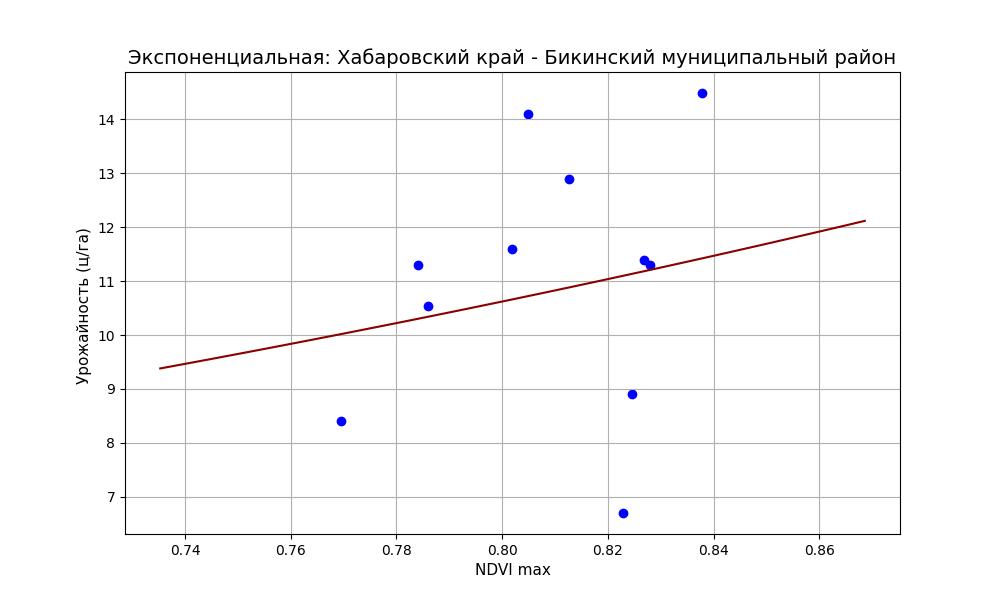 Экспоненциальная: Хабаровский край - Бикинский муниципальный район
Урожайность (ц/га)
14
13
12
11
10
9
8
7
0.74 0.76 0.78 0.80 0.82 0.84 0.86
NDVI max